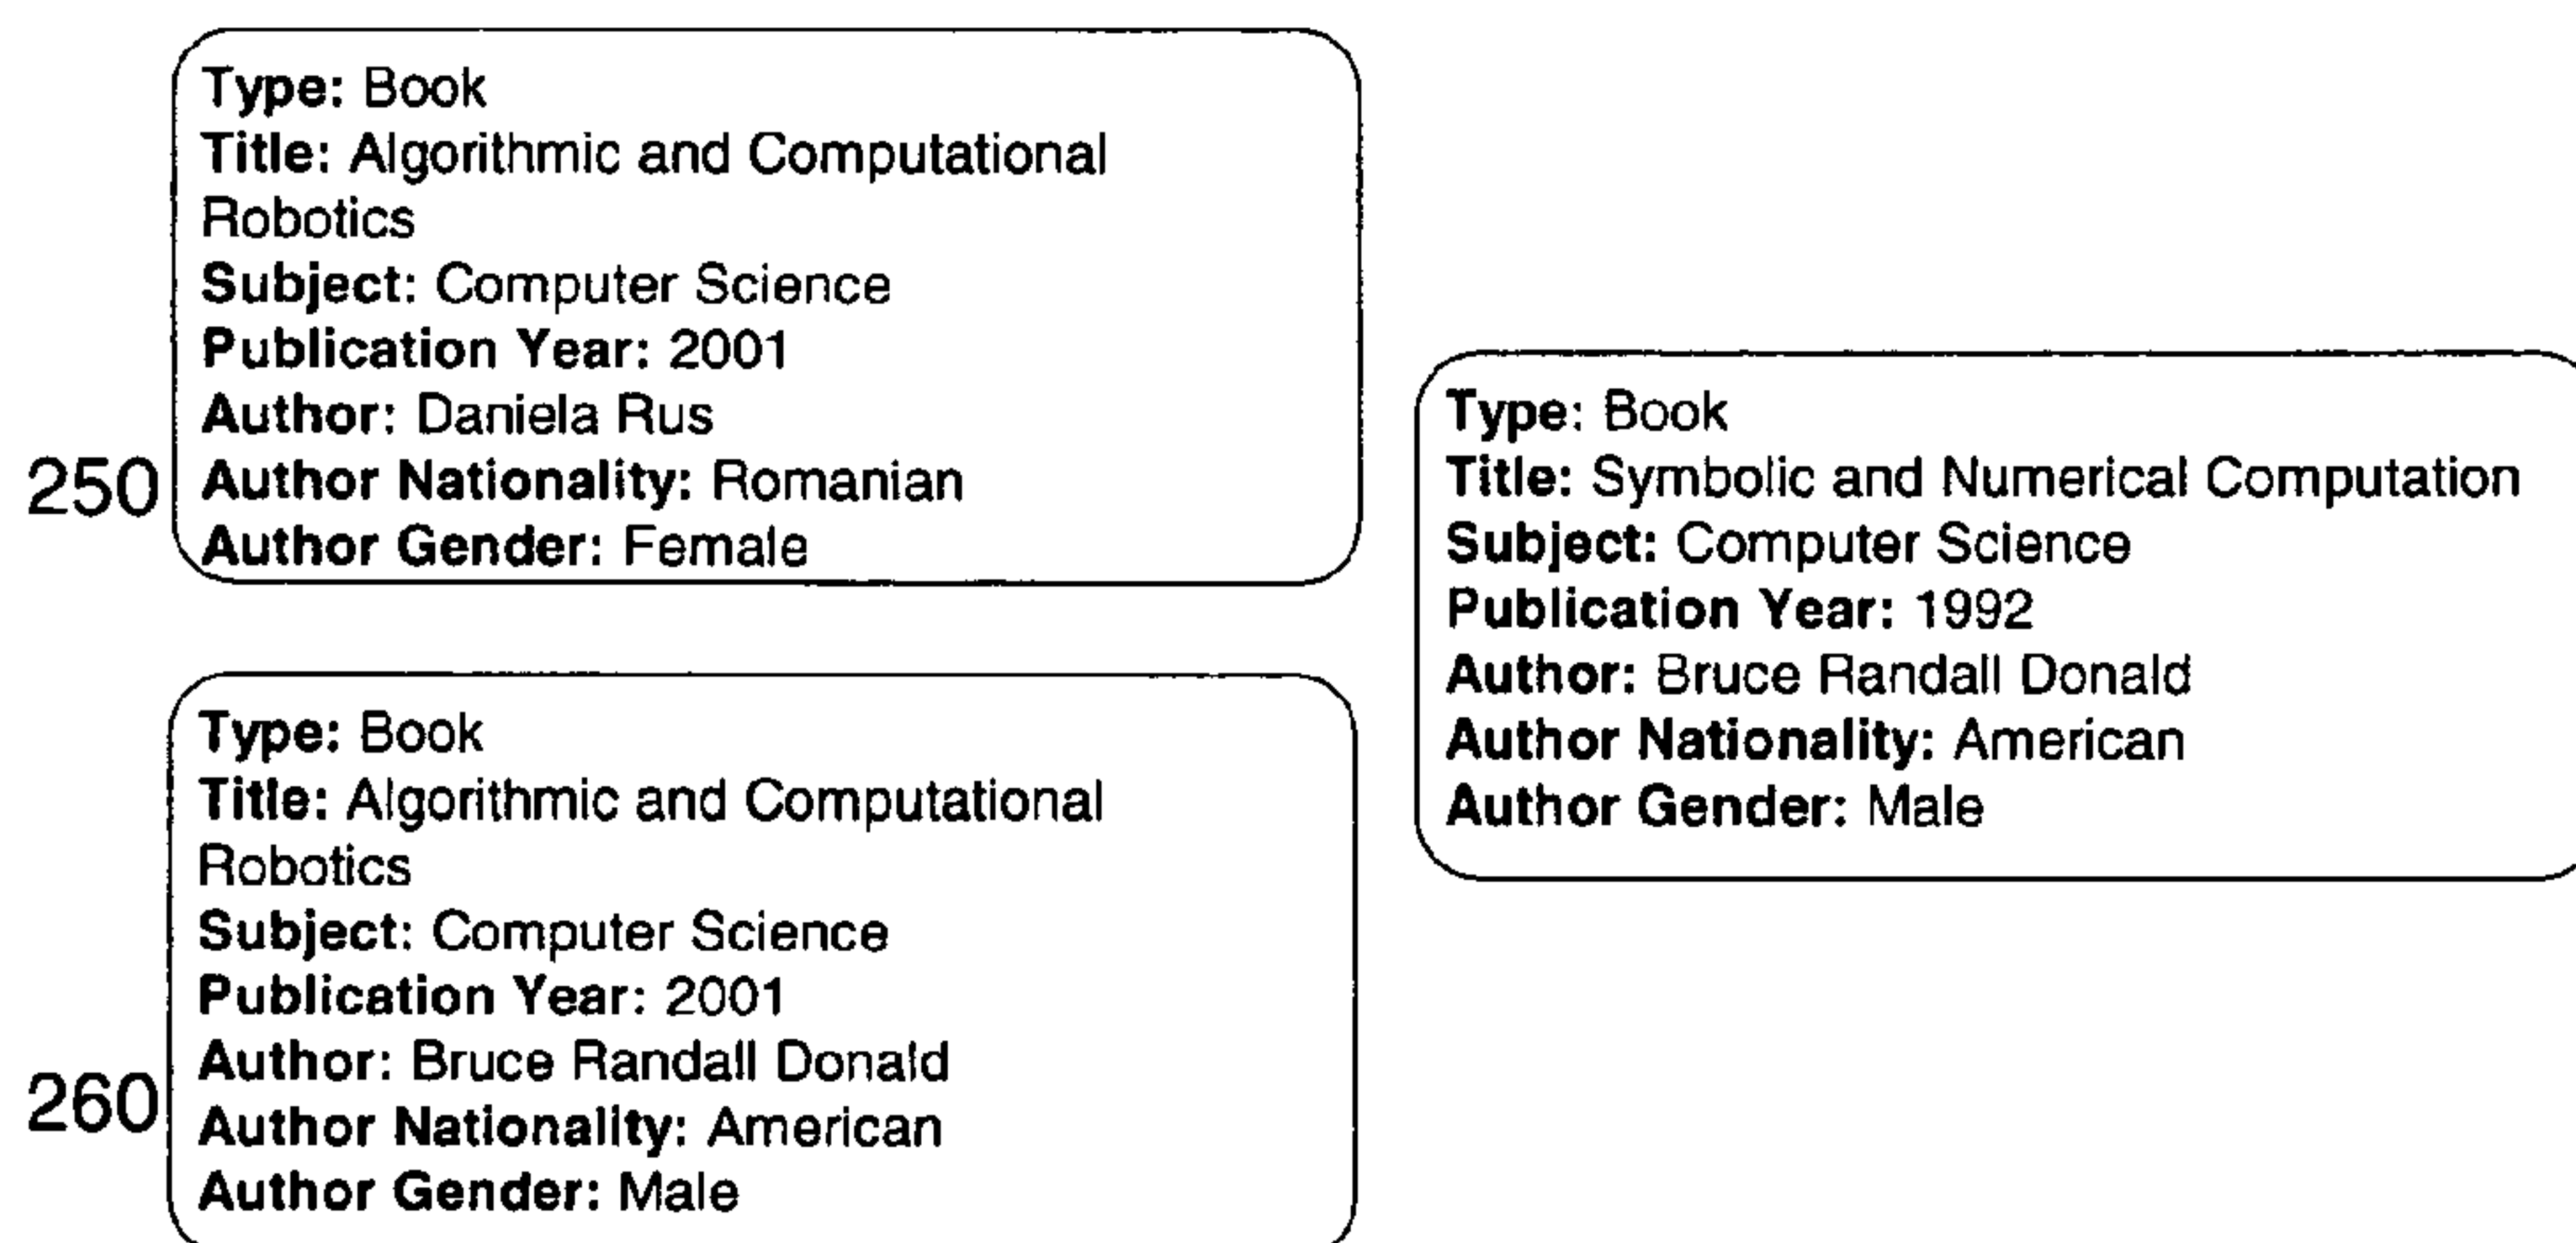 Type: Book
Title: Algorithmic and Computational
Robotics
Subject: Computer Science
Publication Year: 2001
Author: Daniela Rus
250
Author Nationality: Romanian
Author Gender: Female
Type: Book
Title: Algorithmic and Computational
Robotics
Subject: Computer Science
Publication Year: 2001
Author: Bruce Randall Donald
260
Author Nationality: American
Author Gender: Male
Type: Book
Title: Symbolic and Numerical Computation
Subject: Computer Science
Publication Year: 1992
Author: Bruce Randall Donald
Author Nationality: American
Author Gender: Male